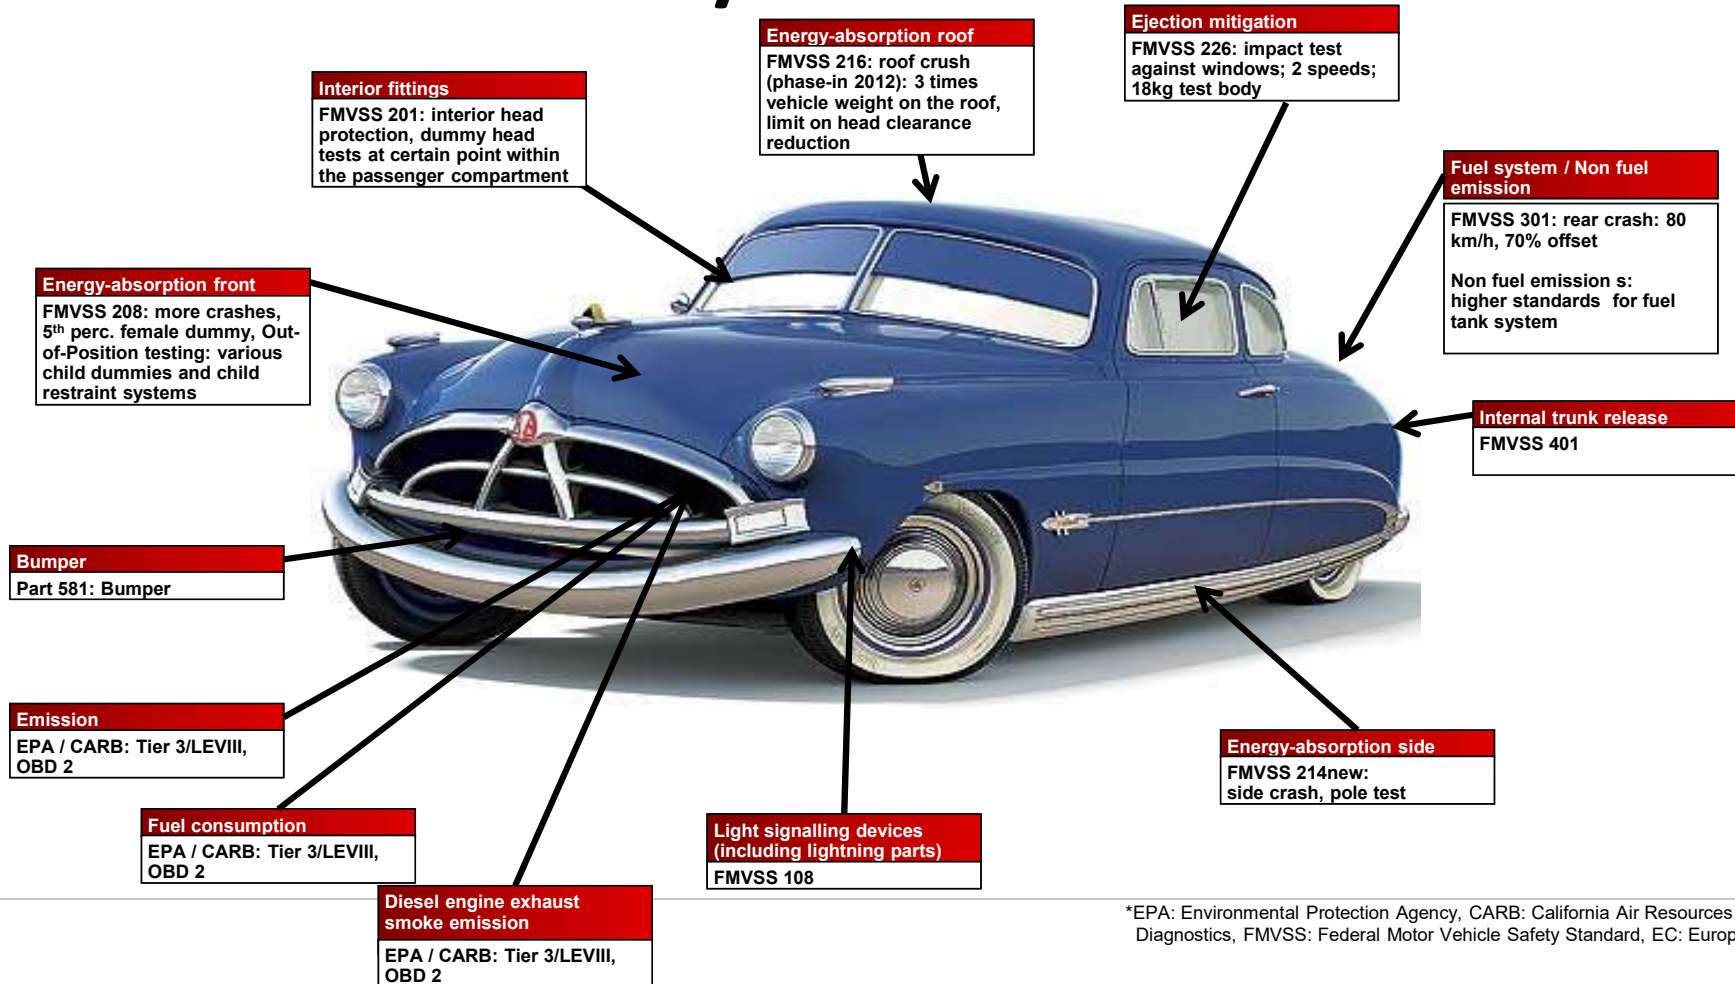 Ejection mitigation
FMVSS 226: impact test
against windows; 2 speeds;
18kg test body
Energy-absorption roof
FMVSS 216: roof crush
(phase-in 2012): 3 times
vehicle weight on the roof,
limit on head clearance
reduction
Interior fittings
FMVSS 201: interior head
protection, dummy head
tests at certain point within
the passenger compartment
Fuel system / Non fuel
emission
FMVSS 301: rear crash: 80
km/h, 70% offset
Non fuel emission s:
higher standards for fuel
tank system
Energy-absorption front
FMVSS 208: more crashes,
5th perc. female dummy, Out-
of-Position testing: various
child dummies and child
restraint systems
Internal trunk release
FMVSS 401
Bumper
Part 581: Bumper
Emission
EPA / CARB: Tier 3/LEVIII,
OBD 2
Energy-absorption side
FMVSS 214new:
side crash, pole test
Fuel consumption
EPA / CARB: Tier 3/LEVIII,
OBD 2
Light signalling devices
(including lightning parts)
FMVSS 108
Diesel engine exhaust
smoke emission
EPA / CARB: Tier 3/LEVIII,
OBD 2
*EPA: Environmental Protection Agency, CARB: California Air Resources
Diagnostics, FMVSS: Federal Motor Vehicle Safety Standard, EC: Europ